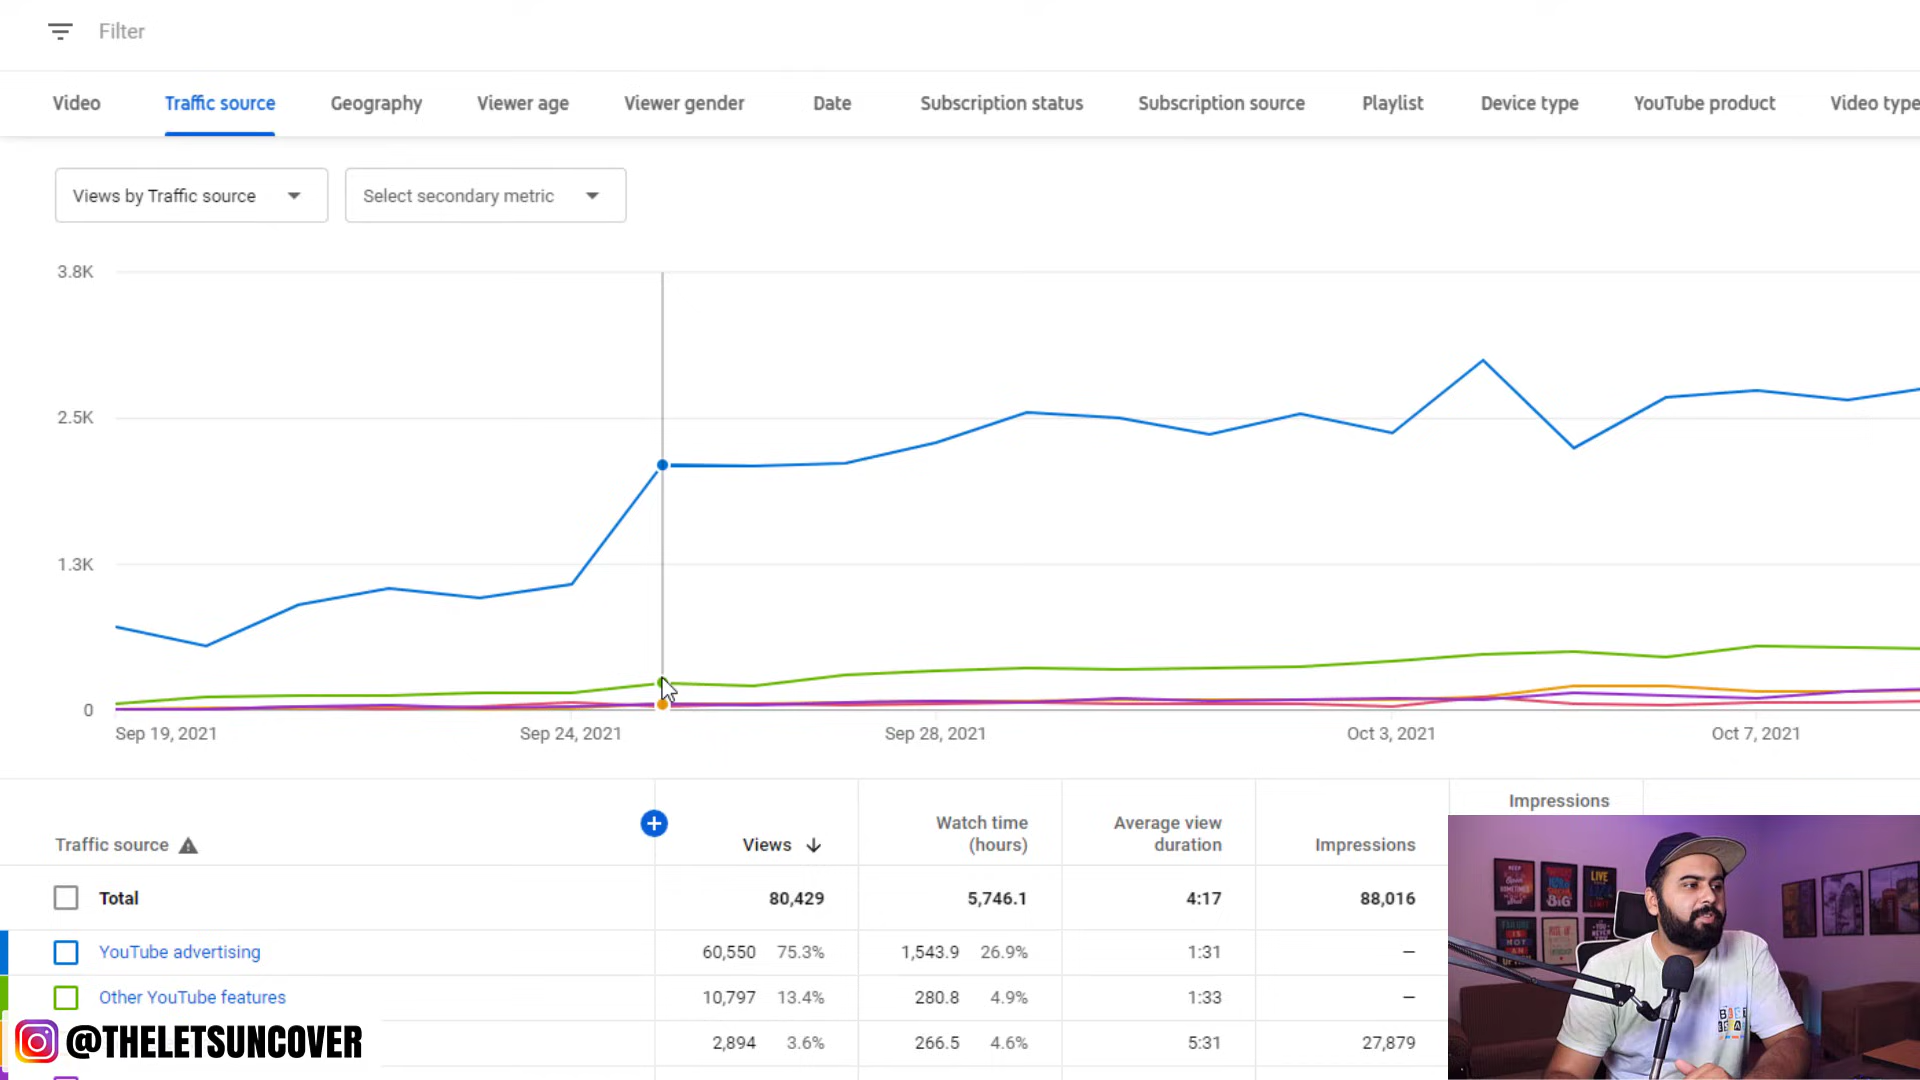 Filter
Video Traffic source Geography Viewer age Viewer gender Date Subscription status Subscription source Playlist Device type YouTube product Video type
Views by Traffic source Select secondary metric
3.8K
2.5K
1.3K
0
Sep 19, 2021 Sep 24, 2021 Sep 28, 2021 Oct 3, 2021 Oct 7, 2021
Traffic source Views Watch time (hours) Average view duration Impressions Impressions
Total 80,429 5,746.1 4:17 88,016
YouTube advertising 60,550 75.3% 1,543.9 26.9% 1:31 –
Other YouTube features 10,797 13.4% 280.8 4.9% 1:33 –
2,894 3.6% 266.5 4.6% 5:31 27,879
@THELETSUNCOVER